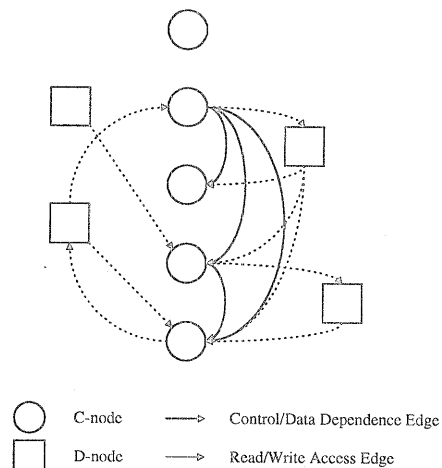 C-node
Control/Data Dependence Edge
D-node
Read/Write Access Edge